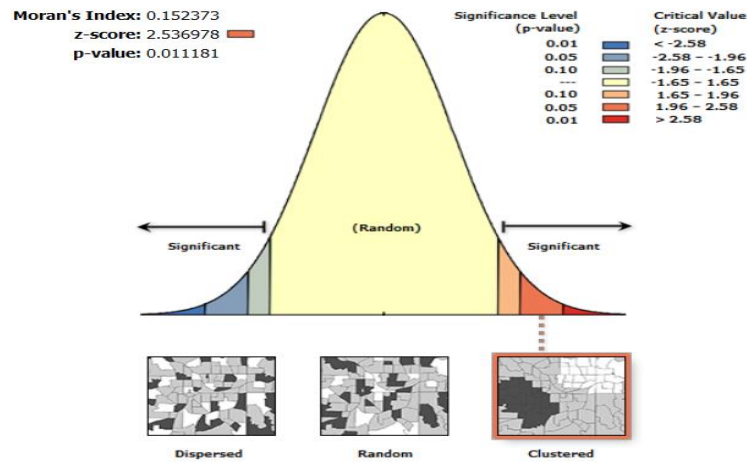 Moran's Index: 0.152373
z-score: 2.536978
p-value: 0.011181
Significance Level
(p-value)
Critical Value
(z-score)
0.01 < -2.58
0.05 -2.58 – -1.96
0.10 -1.96 – -1.65
--- -1.65 – 1.65
0.10 1.65 – 1.96
0.05 1.96 – 2.58
0.01 > 2.58
(Random)
Significant Significant
Dispersed Random Clustered